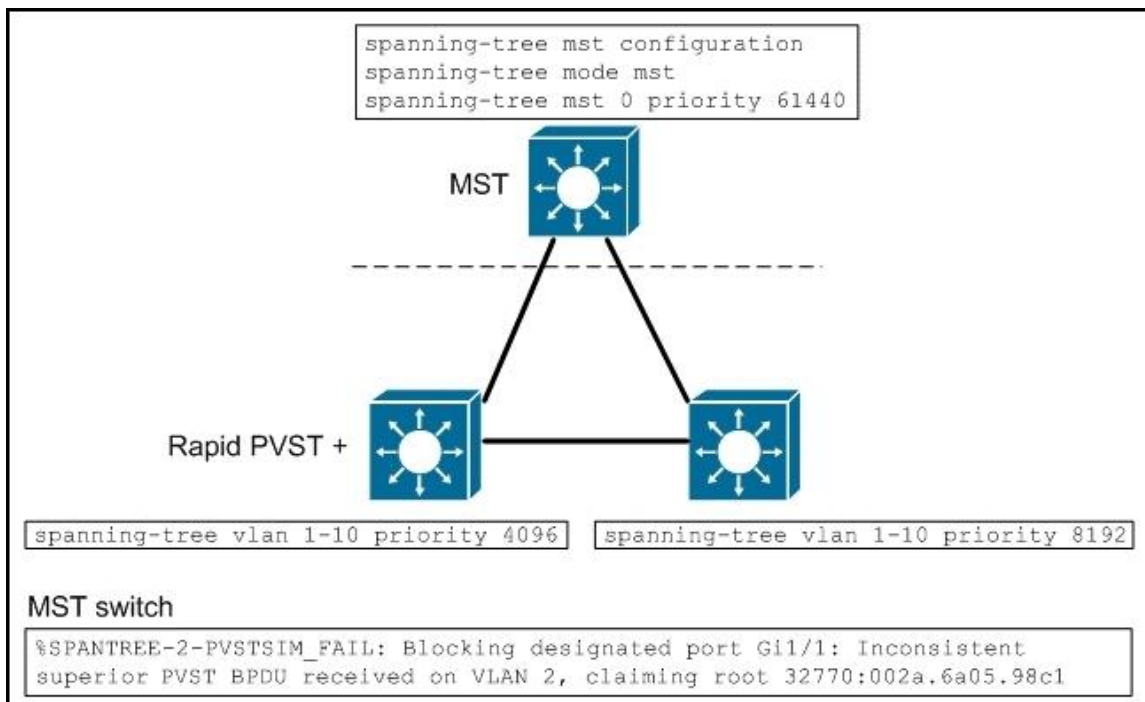 spanning-tree mst configuration
spanning-tree mode mst
spanning-tree mst 0 priority 61440
MST
Rapid PVST +
spanning-tree vlan 1-10 priority 4096
spanning-tree vlan 1-10 priority 8192
MST switch
%SPANTREE-2-PVSTSIM_FAIL: Blocking designated port Gi1/1: Inconsistent
superior PVST BPDU received on VLAN 2, claiming root 32770:002a.6a05.98c1